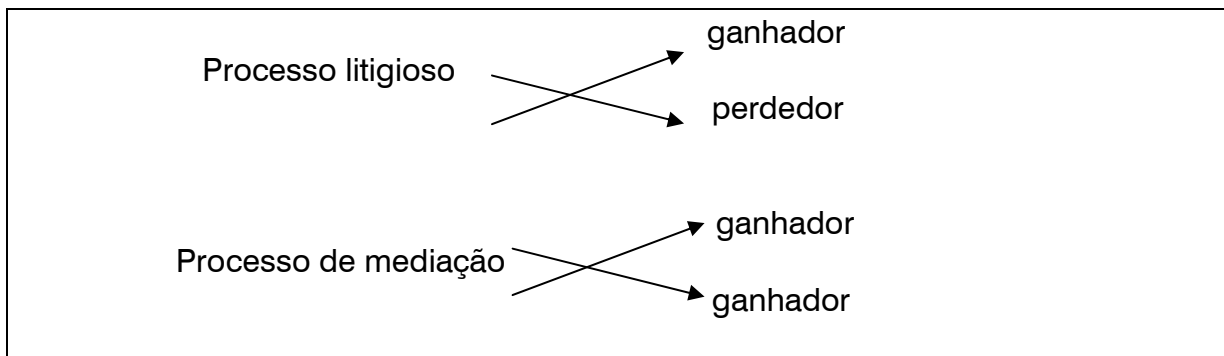 ganhador
Processo litigioso
perdedor
ganhador
Processo de mediação
ganhador